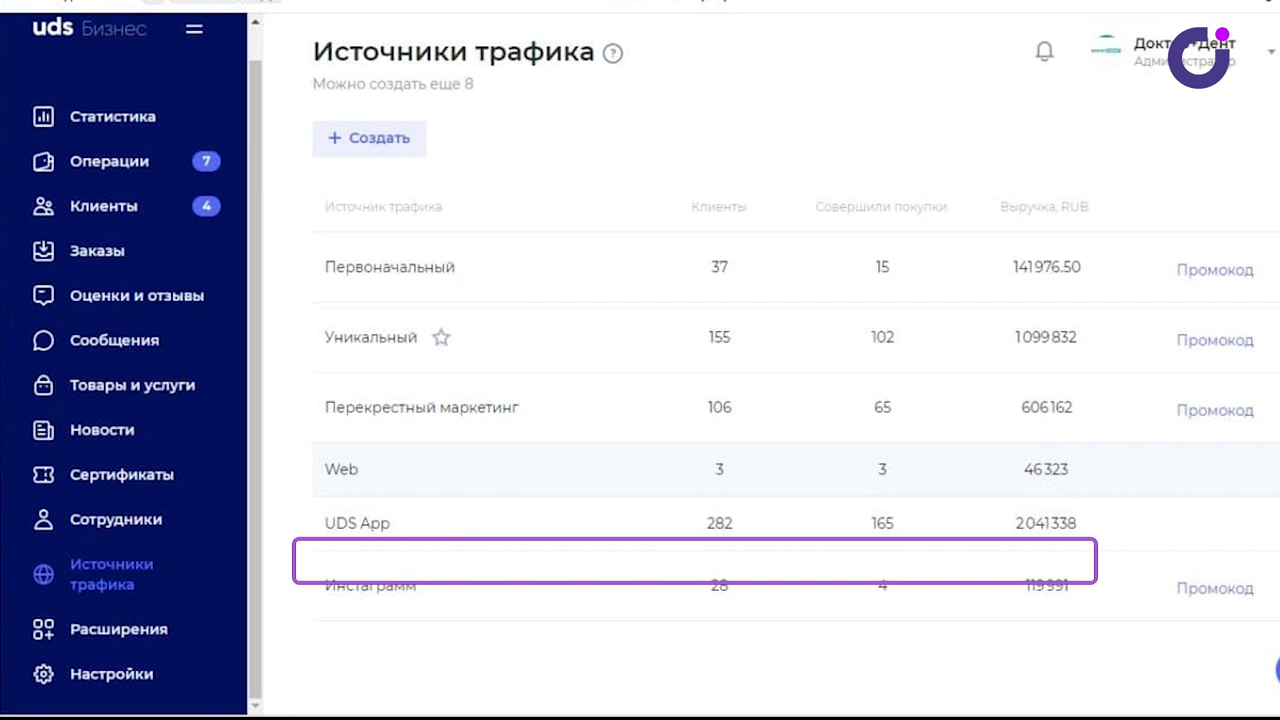 uds Бизнес
Статистика
Операции 7
Клиенты 4
Заказы
Оценки и отзывы
Сообщения
Товары и услуги
Новости
Сертификаты
Сотрудники
Источники
трафика
Расширения
Настройки
Источники трафика ?
Можно создать еще 8
+ Создать
Источник трафика Клиенты Совершили покупки Выручка, RUB
Первоначальный 37 15 141976.50 Промокод
Уникальный 155 102 1099832 Промокод
Перекрестный маркетинг 106 65 606162 Промокод
Web 3 3 46323
UDS App 282 165 2041338
Инстаграмм 28 4 119991 Промокод